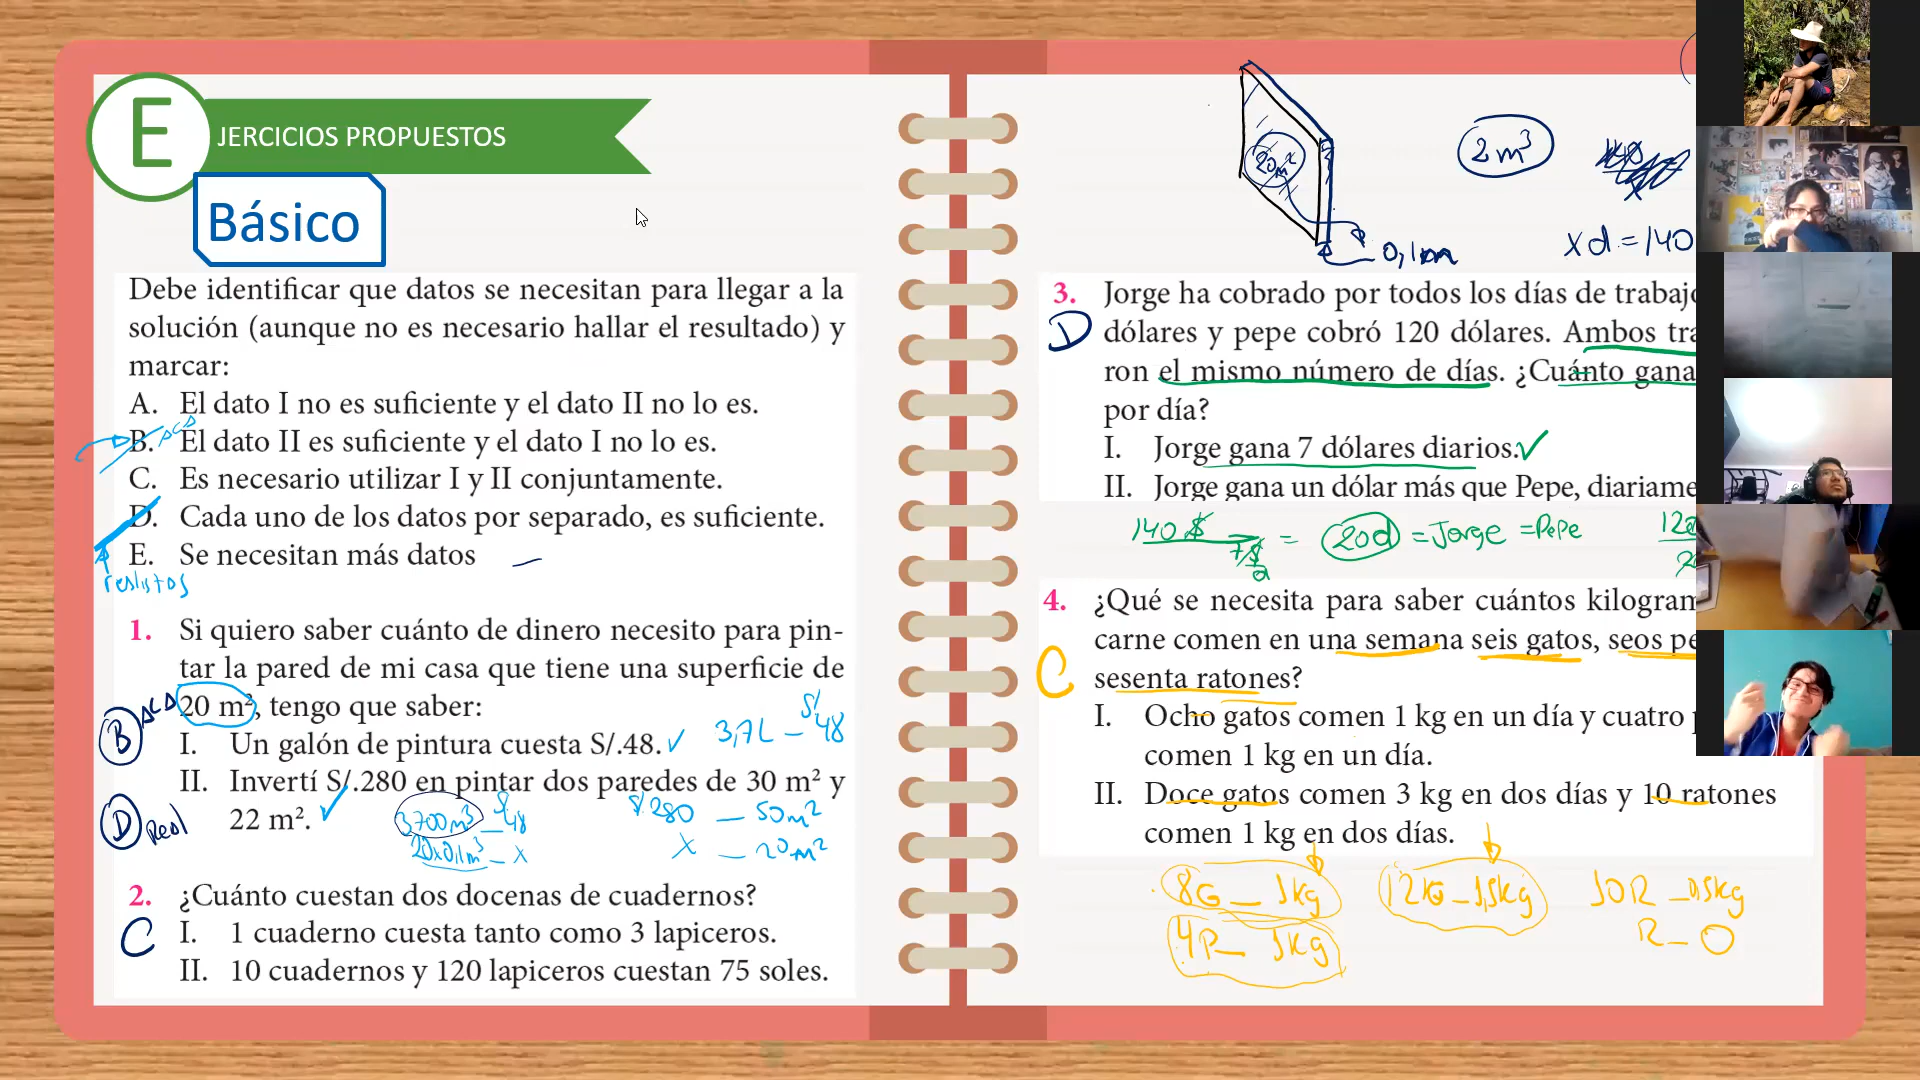 E
JERCICIOS PROPUESTOS
Básico
Debe identificar que datos se necesitan para llegar a la
solución (aunque no es necesario hallar el resultado) y
marcar:
A. El dato I no es suficiente y el dato II no lo es.
B. El dato II es suficiente y el dato I no lo es.
C. Es necesario utilizar I y II conjuntamente.
D. Cada uno de los datos por separado, es suficiente.
E. Se necesitan más datos
1. Si quiero saber cuánto de dinero necesito para pin-
tar la pared de mi casa que tiene una superficie de
20 m², tengo que saber:
I. Un galón de pintura cuesta S/.48.
3,7L – S/. 48
II. Invertí S/.280 en pintar dos paredes de 30 m² y
22 m².
B
D Real
3700m³ – S/. 48
20x0,1m³ – x
S/. 280 – 50m²
x – 20m²
2. ¿Cuánto cuestan dos docenas de cuadernos?
C
I. 1 cuaderno cuesta tanto como 3 lapiceros.
II. 10 cuadernos y 120 lapiceros cuestan 75 soles.
20m²
2m³
0,1m
xd = 140
3. Jorge ha cobrado por todos los días de trabajo
D
dólares y pepe cobró 120 dólares. Ambos tra
ron el mismo número de días. ¿Cuánto gana
por día?
I. Jorge gana 7 dólares diarios.
II. Jorge gana un dólar más que Pepe, diariame
140 $ = 20d = Jorge = Pepe
7 $/d
4. ¿Qué se necesita para saber cuántos kilogram
carne comen en una semana seis gatos, seos pe
C
sesenta ratones?
I. Ocho gatos comen 1 kg en un día y cuatro
comen 1 kg en un día.
II. Doce gatos comen 3 kg en dos días y 10 ratones
comen 1 kg en dos días.
8G – 1kg
4P – 1kg
12G – 1,5kg
10R – 0,5kg
R – O